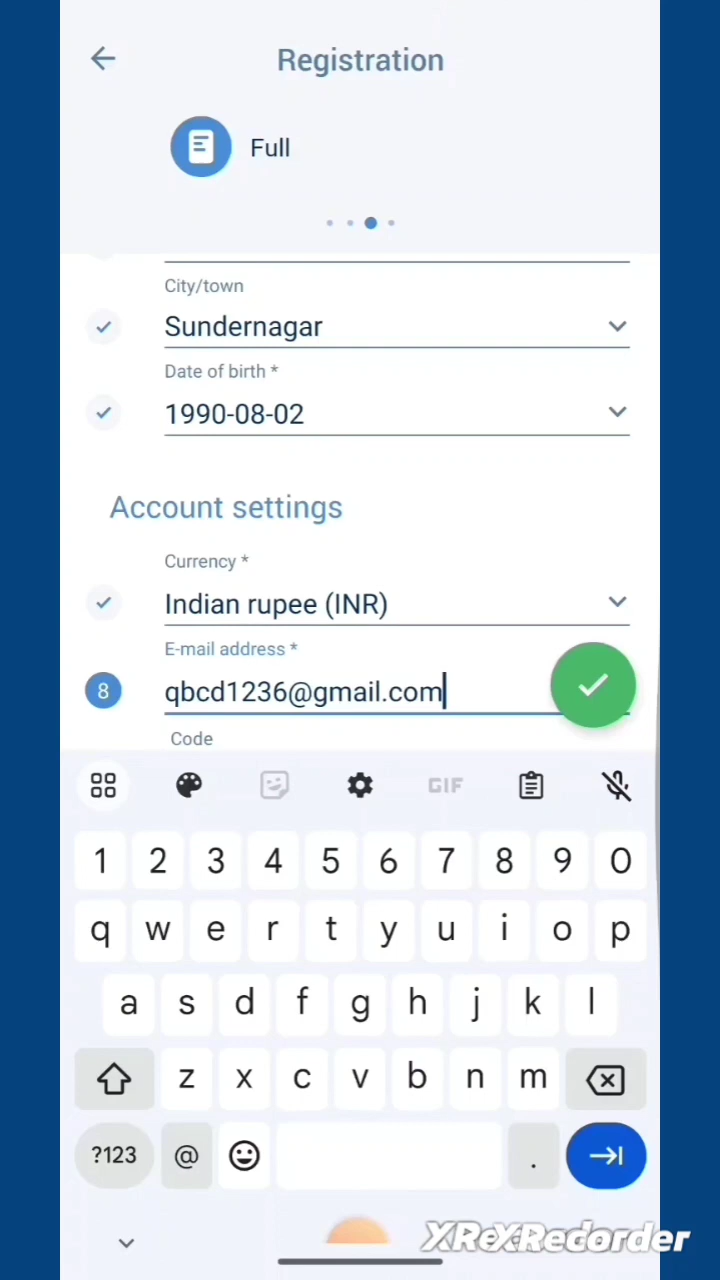 Registration
Full
City/town
Sundernagar
Date of birth *
1990-08-02
Account settings
Currency *
Indian rupee (INR)
E-mail address *
8 qbcd1236@gmail.com
Code
GIF
1 2 3 4 5 6 7 8 9 0
q w e r t y u i o p
a s d f g h j k l
z x c v b n m
?123 @ .
XRecorder